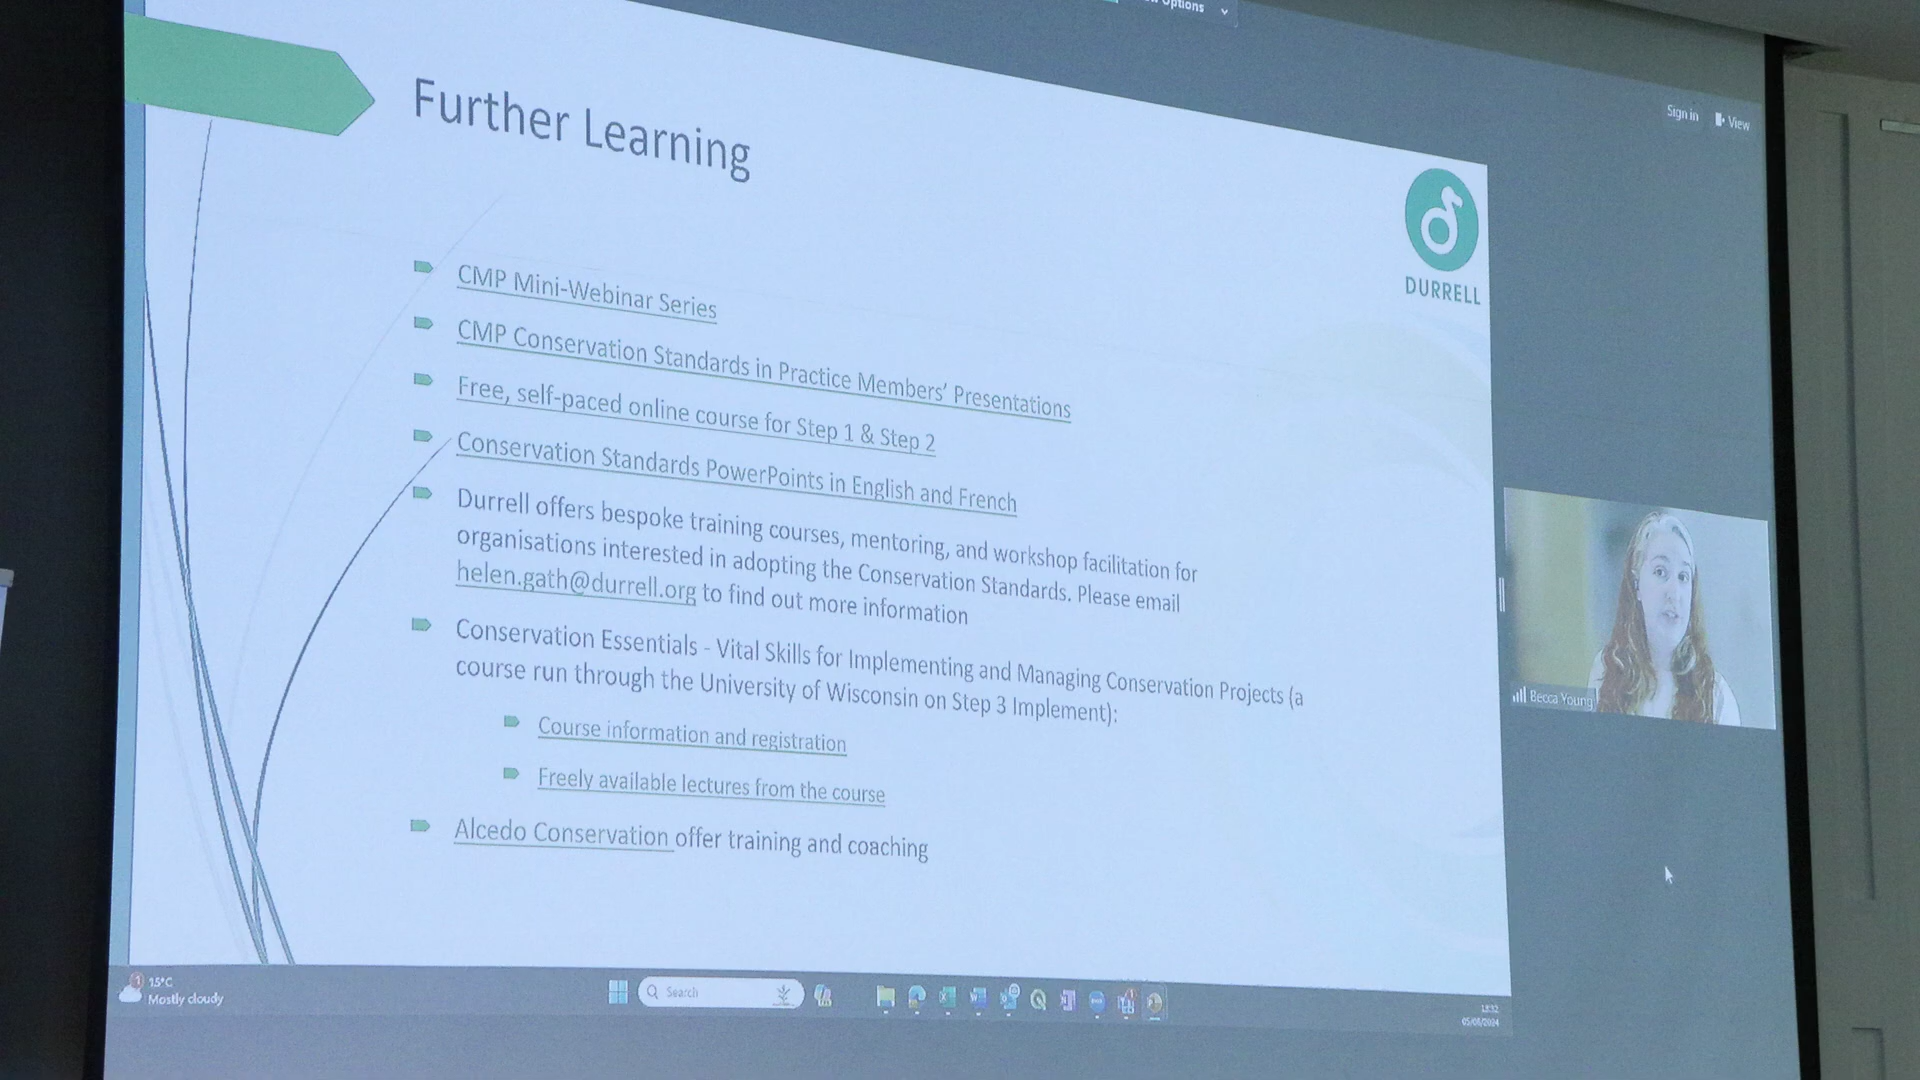 Options
Sign in
View
Further Learning
DURRELL
CMP Mini-Webinar Series
CMP Conservation Standards in Practice Members' Presentations
Free, self-paced online course for Step 1 & Step 2
Conservation Standards PowerPoints in English and French
Durrell offers bespoke training courses, mentoring, and workshop facilitation for
organisations interested in adopting the Conservation Standards. Please email
helen.gath@durrell.org to find out more information
Conservation Essentials - Vital Skills for Implementing and Managing Conservation Projects (a
course run through the University of Wisconsin on Step 3 Implement):
Course information and registration
Freely available lectures from the course
Alcedo Conservation offer training and coaching
Becca Young
1
15°C
Mostly cloudy
Search